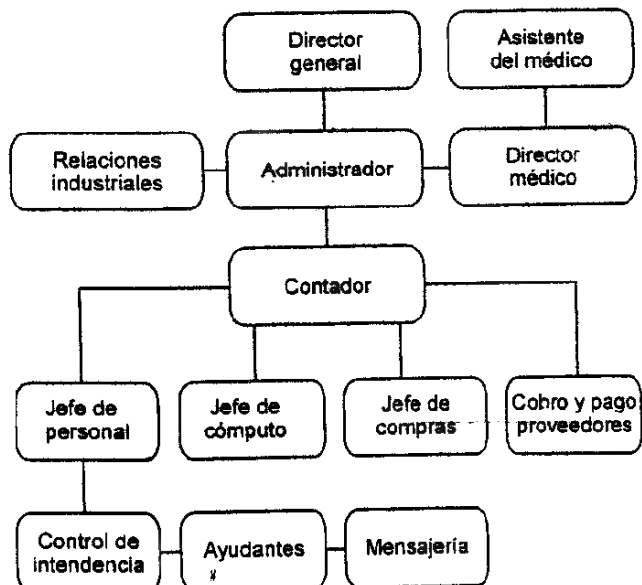 Director
general
Asistente
del médico
Relaciones
industriales
Administrador
Director
médico
Contador
Jefe de
personal
Jefe de
cómputo
Jefe de
compras
Cobro y pago
proveedores
Control de
intendencia
Ayudantes
Mensajería